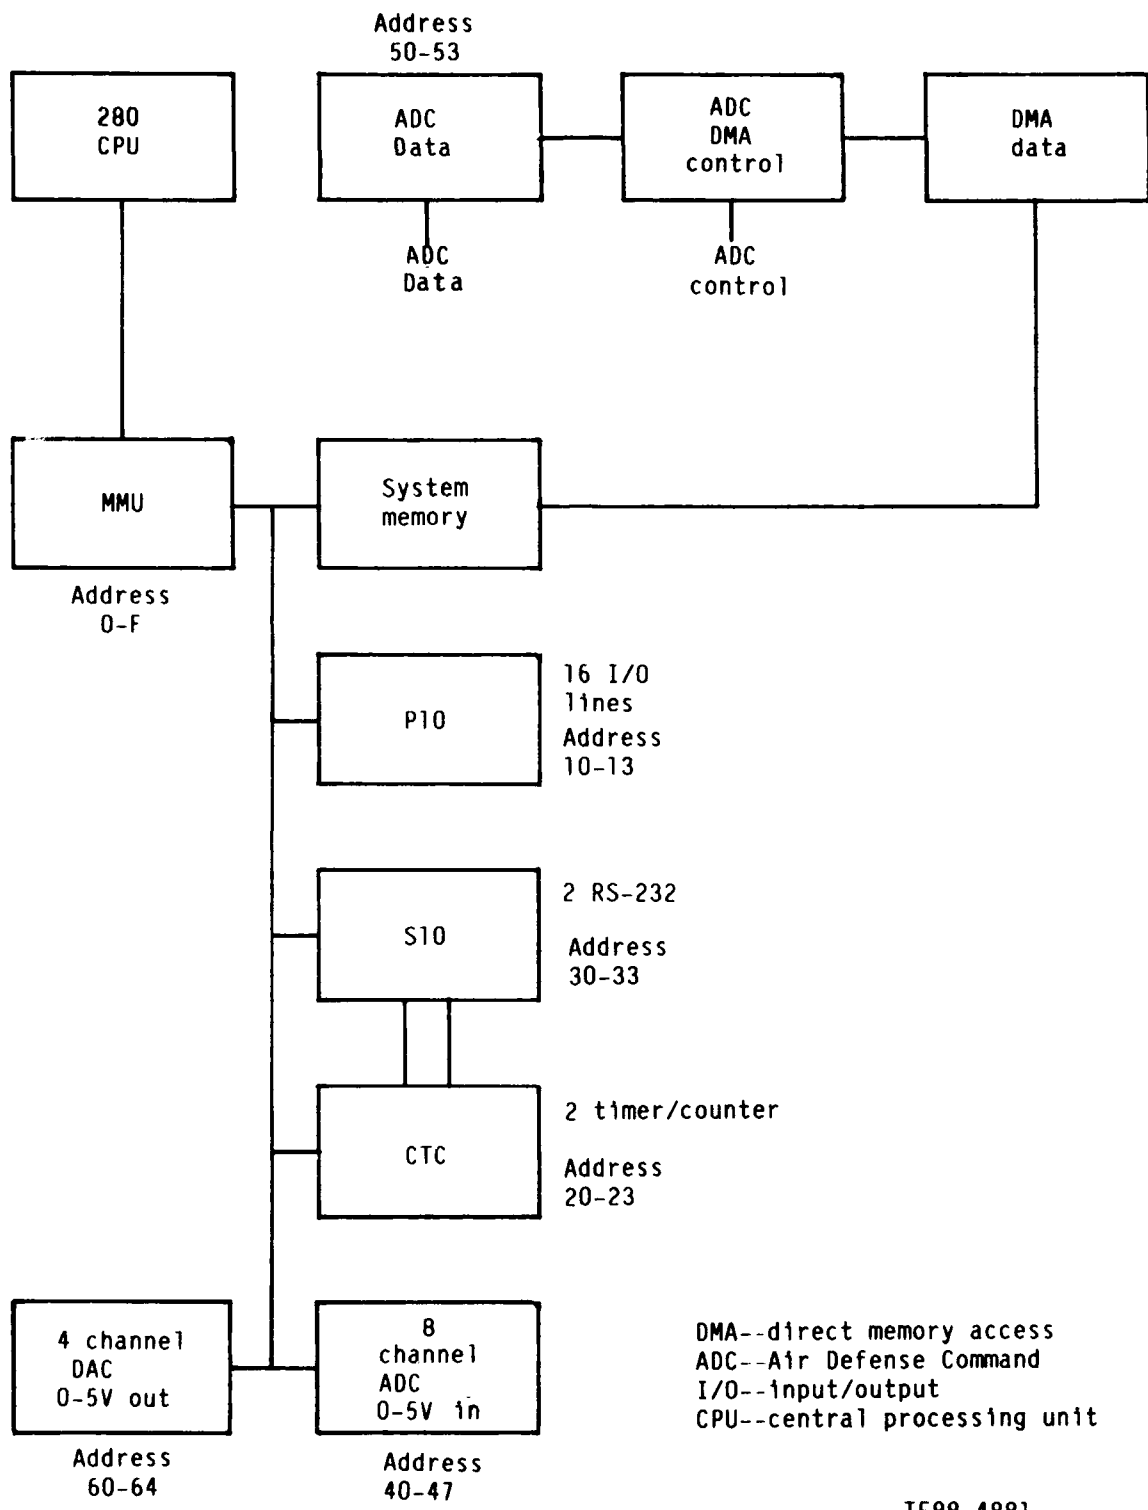 Address
50-53
280
CPU
ADC
Data
ADC
DMA
control
DMA
data
ADC
Data
ADC
control
MMU
System
memory
Address
0-F
16 I/O
lines
P10
Address
10-13
2 RS-232
S10
Address
30-33
2 timer/counter
CTC
Address
20-23
4 channel
DAC
0-5V out
8
channel
ADC
0-5V in
DMA--direct memory access
ADC--Air Defense Command
I/O--input/output
CPU--central processing unit
Address
60-64
Address
40-47